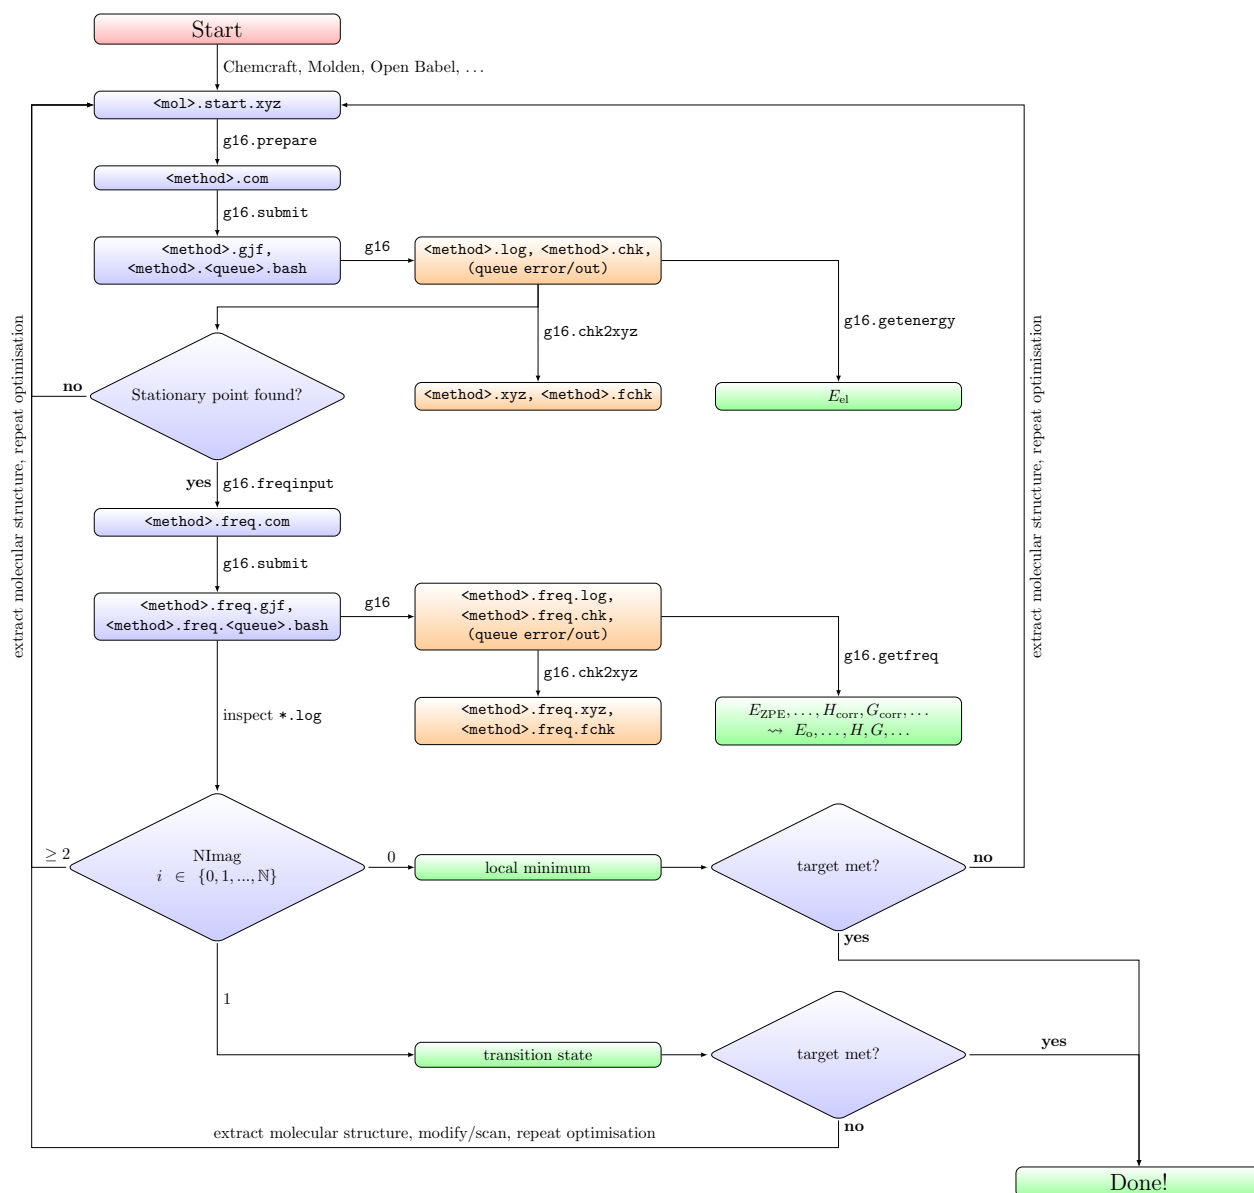 Start
Chemcraft, Molden, Open Babel, ...
<mol>.start.xyz
g16.prepare
<method>.com
g16.submit
<method>.gjf,
<method>.<queue>.bash
g16
<method>.log, <method>.chk,
(queue error/out)
g16.chk2xyz
g16.getenergy
Stationary point found?
no
<method>.xyz, <method>.fchk
E_el
yes
g16.freqinput
<method>.freq.com
g16.submit
<method>.freq.gjf,
<method>.freq.<queue>.bash
g16
<method>.freq.log,
<method>.freq.chk,
(queue error/out)
g16.chk2xyz
g16.getfreq
<method>.freq.xyz,
<method>.freq.fchk
E_ZPE, ..., H_corr, G_corr, ...
⇝ E_o, ..., H, G, ...
inspect *.log
extract molecular structure, repeat optimisation
extract molecular structure, repeat optimisation
≥ 2
NImag
i ∈ {0, 1, ..., ℕ}
0
local minimum
target met?
no
yes
1
transition state
target met?
yes
no
extract molecular structure, modify/scan, repeat optimisation
Done!